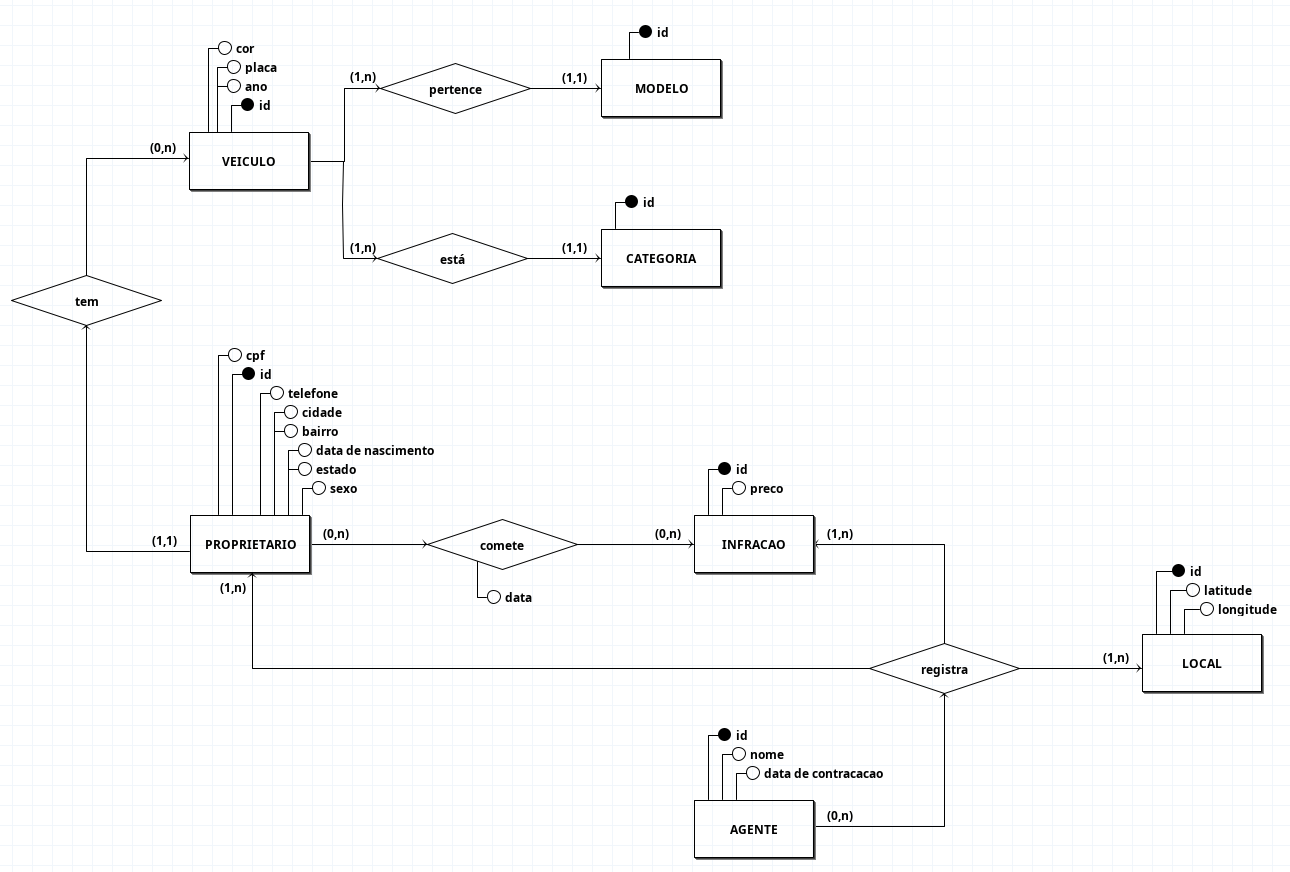 id
cor
placa
ano
id
(1,n)
pertence
(1,1)
MODELO
(0,n)
VEICULO
id
(1,n)
está
(1,1)
CATEGORIA
tem
cpf
id
telefone
cidade
bairro
data de nascimento
estado
sexo
id
preco
(1,1)
PROPRIETARIO
(0,n)
comete
(0,n)
INFRACAO
(1,n)
(1,n)
data
id
latitude
longitude
registra
(1,n)
LOCAL
id
nome
data de contracacao
AGENTE
(0,n)